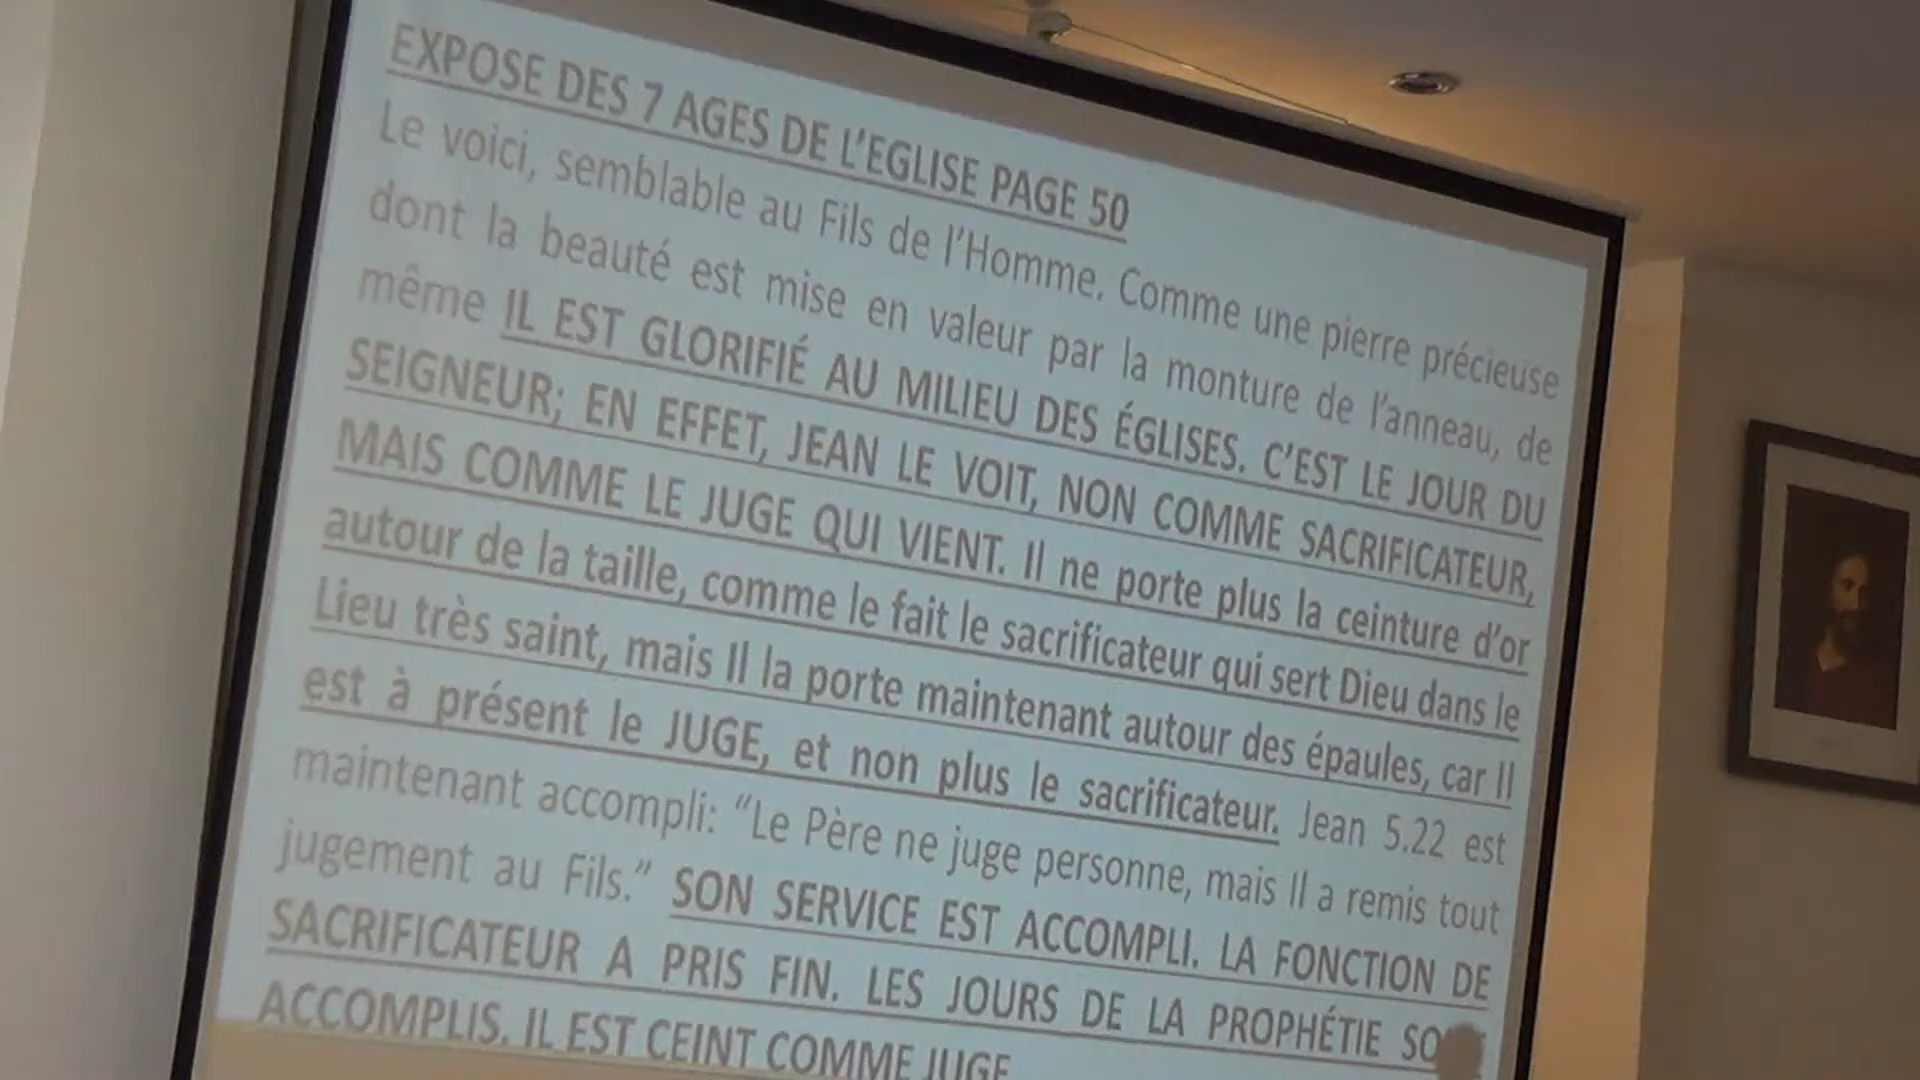 EXPOSE DES 7 AGES DE L'EGLISE PAGE 50
Le voici, semblable au Fils de l'Homme. Comme une pierre précieuse
dont la beauté est mise en valeur par la monture de l'anneau, de
même IL EST GLORIFIÉ AU MILIEU DES ÉGLISES. C'EST LE JOUR DU
SEIGNEUR; EN EFFET, JEAN LE VOIT, NON COMME SACRIFICATEUR,
MAIS COMME LE JUGE QUI VIENT. Il ne porte plus la ceinture d'or
autour de la taille, comme le fait le sacrificateur qui sert Dieu dans le
Lieu très saint, mais Il la porte maintenant autour des épaules, car Il
est à présent le JUGE, et non plus le sacrificateur. Jean 5.22 est
maintenant accompli: “Le Père ne juge personne, mais Il a remis tout
jugement au Fils.” SON SERVICE EST ACCOMPLI. LA FONCTION DE
SACRIFICATEUR A PRIS FIN. LES JOURS DE LA PROPHÉTIE
ACCOMPLIS. IL EST CEINT COMME JUGE